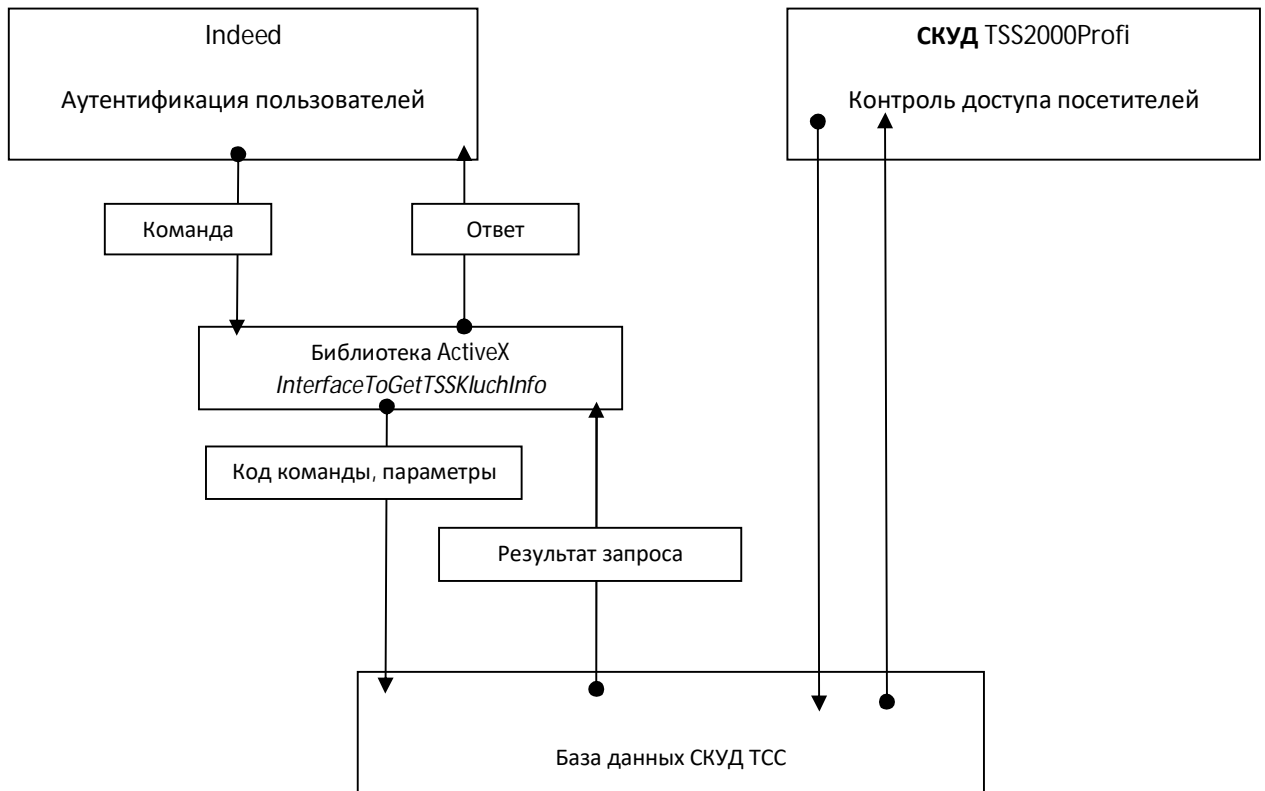 Indeed
Аутентификация пользователей
СКУД TSS2000Profi
Контроль доступа посетителей
Команда
Ответ
Библиотека ActiveX
InterfaceToGetTSSKluchInfo
Код команды, параметры
Результат запроса
База данных СКУД ТСС